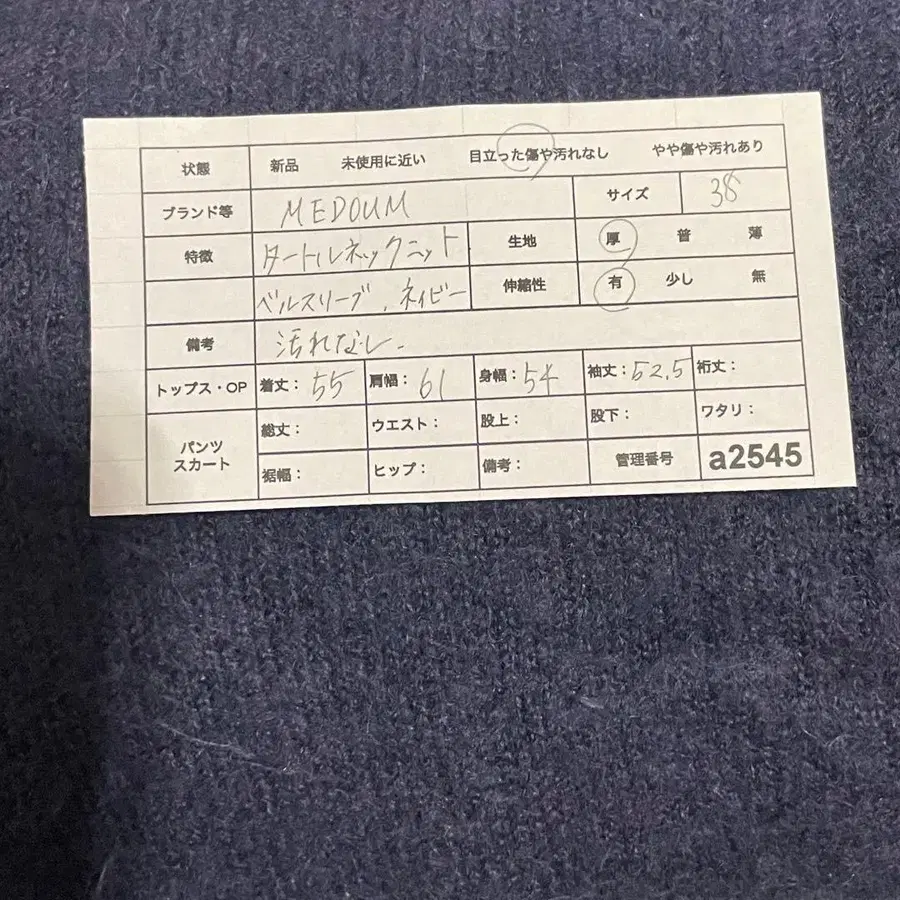 状態 新品 未使用に近い 目立った傷や汚れなし やや傷や汚れあり
ブランド等 MEDOUM サイズ 38
特徴 タートルネックニット 生地 厚 普 薄
ベルスリーブ、ネイビー 伸縮性 有 少し 無
備考 汚れなし.
トップス・OP 着丈: 55 肩幅: 61 身幅: 54 袖丈: 52.5 裄丈:
パンツ スカート 総丈: ウエスト: 股上: 股下: ワタリ:
裾幅: ヒップ: 備考: 管理番号 a2545